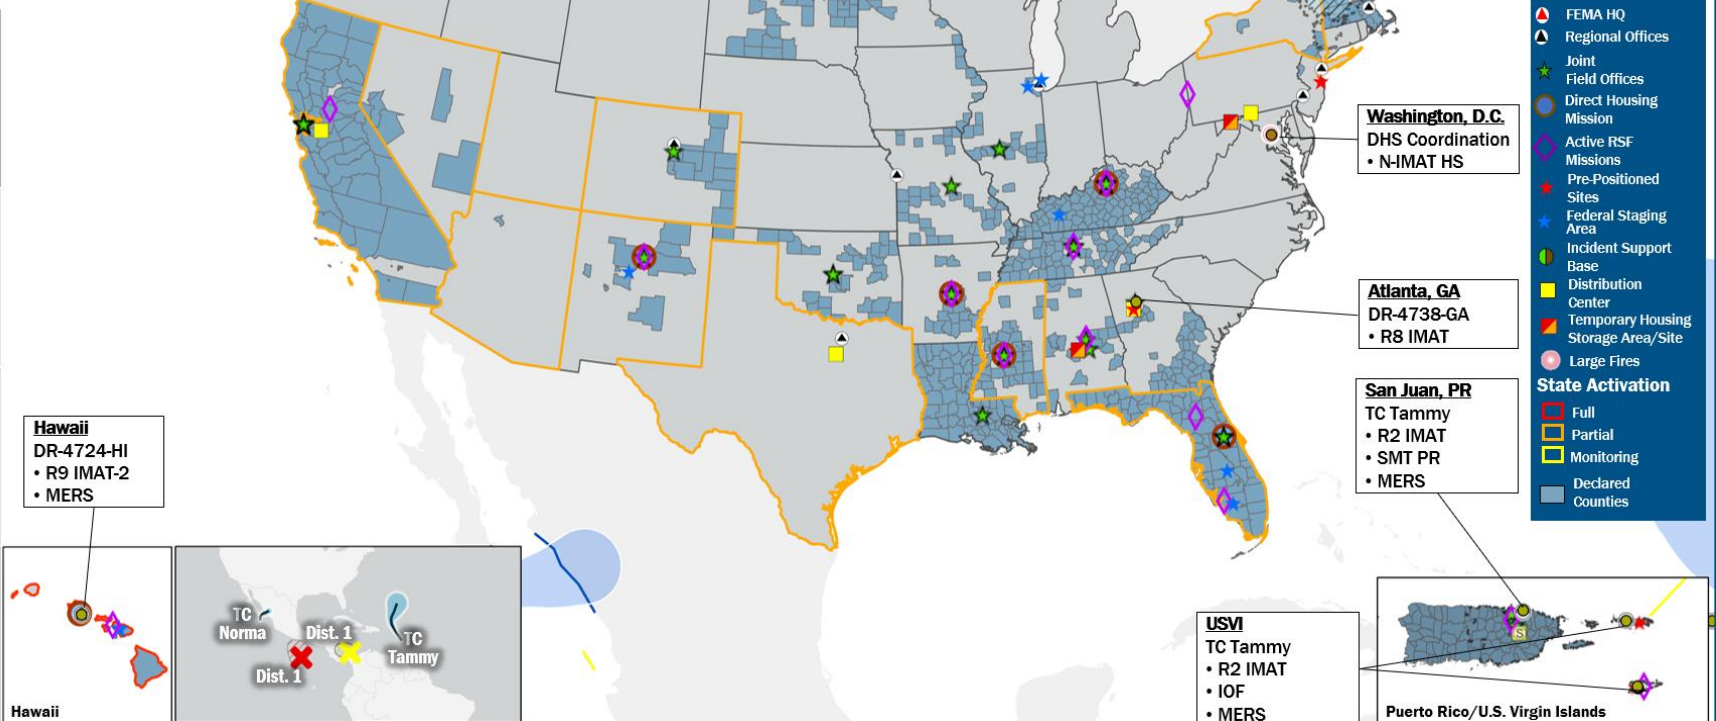 FEMA HQ
Regional Offices
Joint
Field Offices
Direct Housing
Mission
Active RSF
Missions
Pre-Positioned
Sites
Federal Staging
Area
Incident Support
Base
Distribution
Center
Temporary Housing
Storage Area/Site
Large Fires
State Activation
Full
Partial
Monitoring
Declared
Counties
Washington, D.C.
DHS Coordination
• N-IMAT HS
Atlanta, GA
DR-4738-GA
• R8 IMAT
San Juan, PR
TC Tammy
• R2 IMAT
• SMT PR
• MERS
Hawaii
DR-4724-HI
• R9 IMAT-2
• MERS
Hawaii
TC
Norma
Dist. 1
Dist. 1
TC
Tammy
USVI
TC Tammy
• R2 IMAT
• IOF
• MERS
S
Puerto Rico/U.S. Virgin Islands